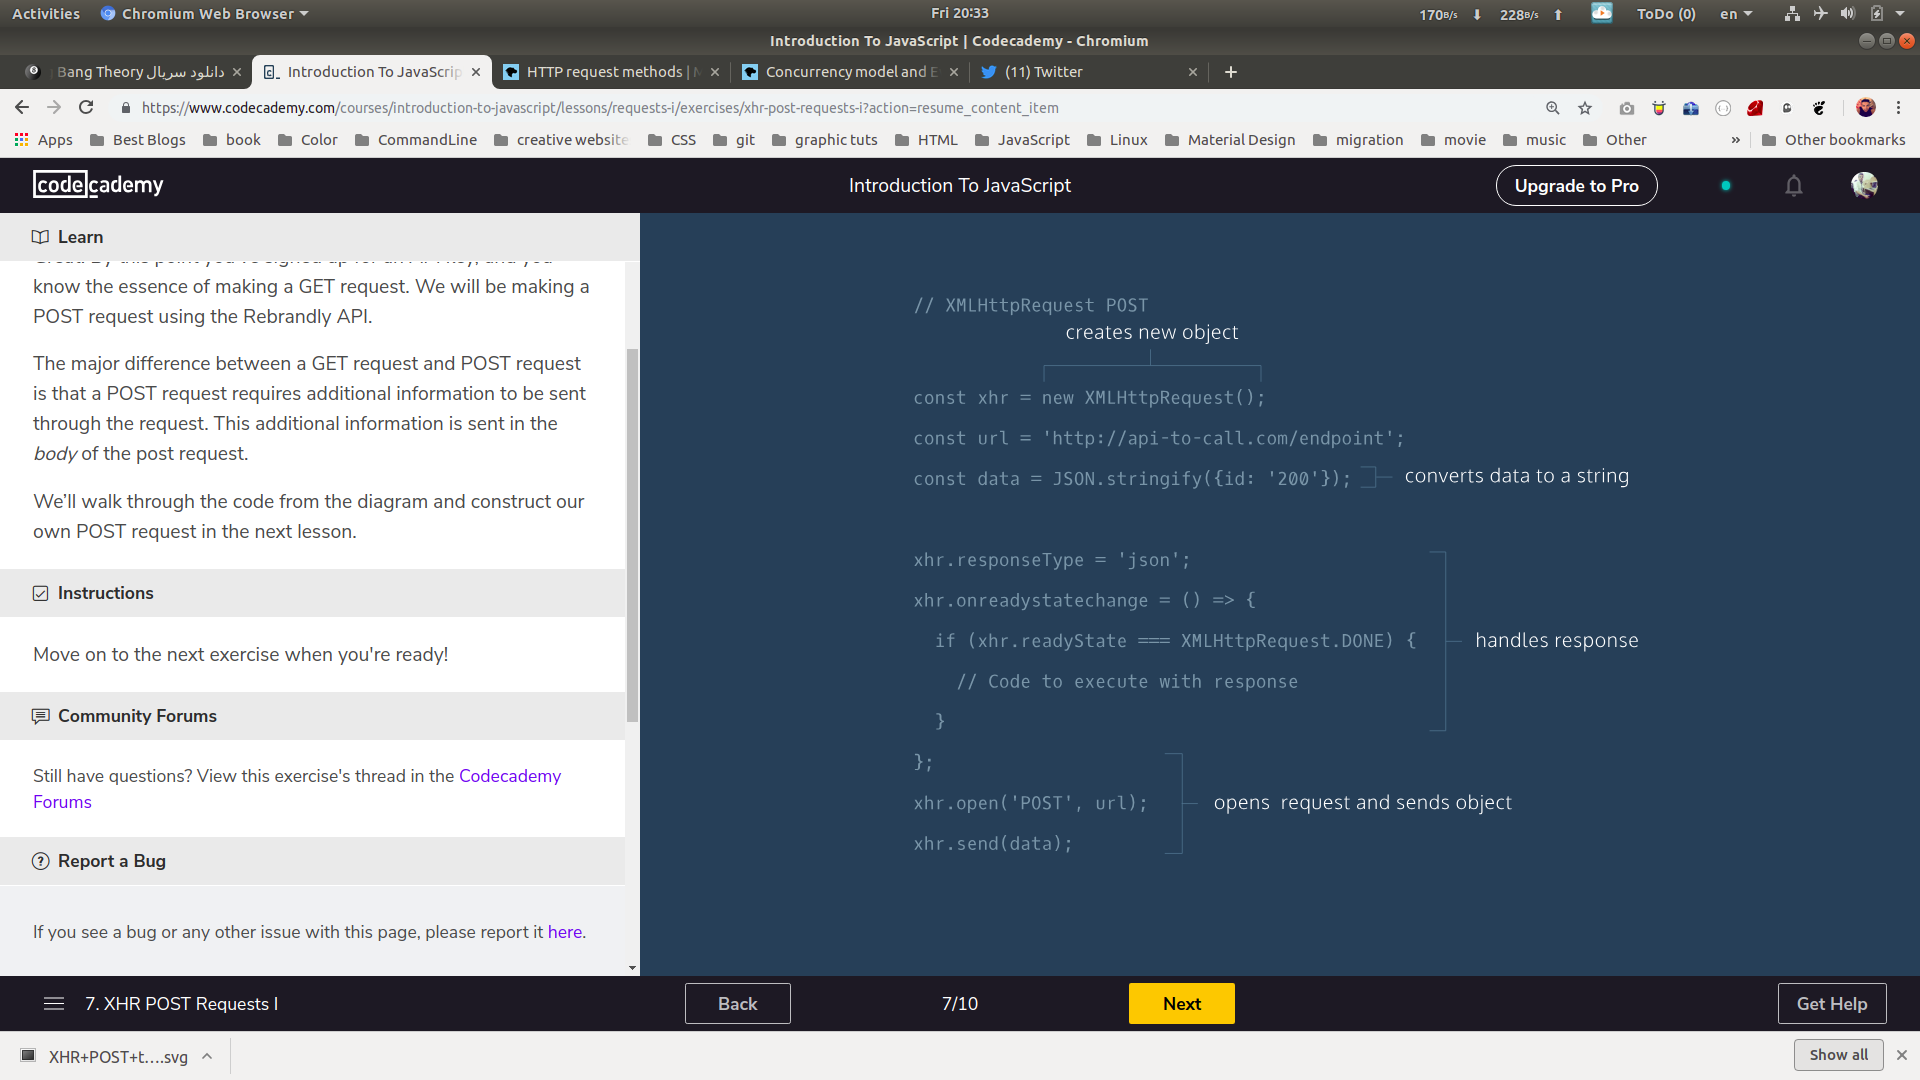 Activities Chromium Web Browser Fri 20:33 170B/s 228B/s ToDo (0) en
Introduction To JavaScript | Codecademy - Chromium
Bang Theory دانلود سریال Introduction To JavaScrip HTTP request methods | Concurrency model and E (11) Twitter
https://www.codecademy.com/courses/introduction-to-javascript/lessons/requests-i/exercises/xhr-post-requests-i?action=resume_content_item
Apps Best Blogs book Color CommandLine creative website CSS git graphic tuts HTML JavaScript Linux Material Design migration movie music Other » Other bookmarks
codecademy Introduction To JavaScript Upgrade to Pro
Learn
know the essence of making a GET request. We will be making a
POST request using the Rebrandly API.
The major difference between a GET request and POST request
is that a POST request requires additional information to be sent
through the request. This additional information is sent in the
body of the post request.
We’ll walk through the code from the diagram and construct our
own POST request in the next lesson.
Instructions
Move on to the next exercise when you're ready!
Community Forums
Still have questions? View this exercise's thread in the Codecademy
Forums
Report a Bug
If you see a bug or any other issue with this page, please report it here.
// XMLHttpRequest POST
creates new object
const xhr = new XMLHttpRequest();
const url = 'http://api-to-call.com/endpoint';
const data = JSON.stringify({id: '200'}); converts data to a string
xhr.responseType = 'json';
xhr.onreadystatechange = () => {
if (xhr.readyState === XMLHttpRequest.DONE) { handles response
// Code to execute with response
}
};
xhr.open('POST', url); opens request and sends object
xhr.send(data);
7. XHR POST Requests I Back 7/10 Next Get Help
XHR+POST+t....svg Show all